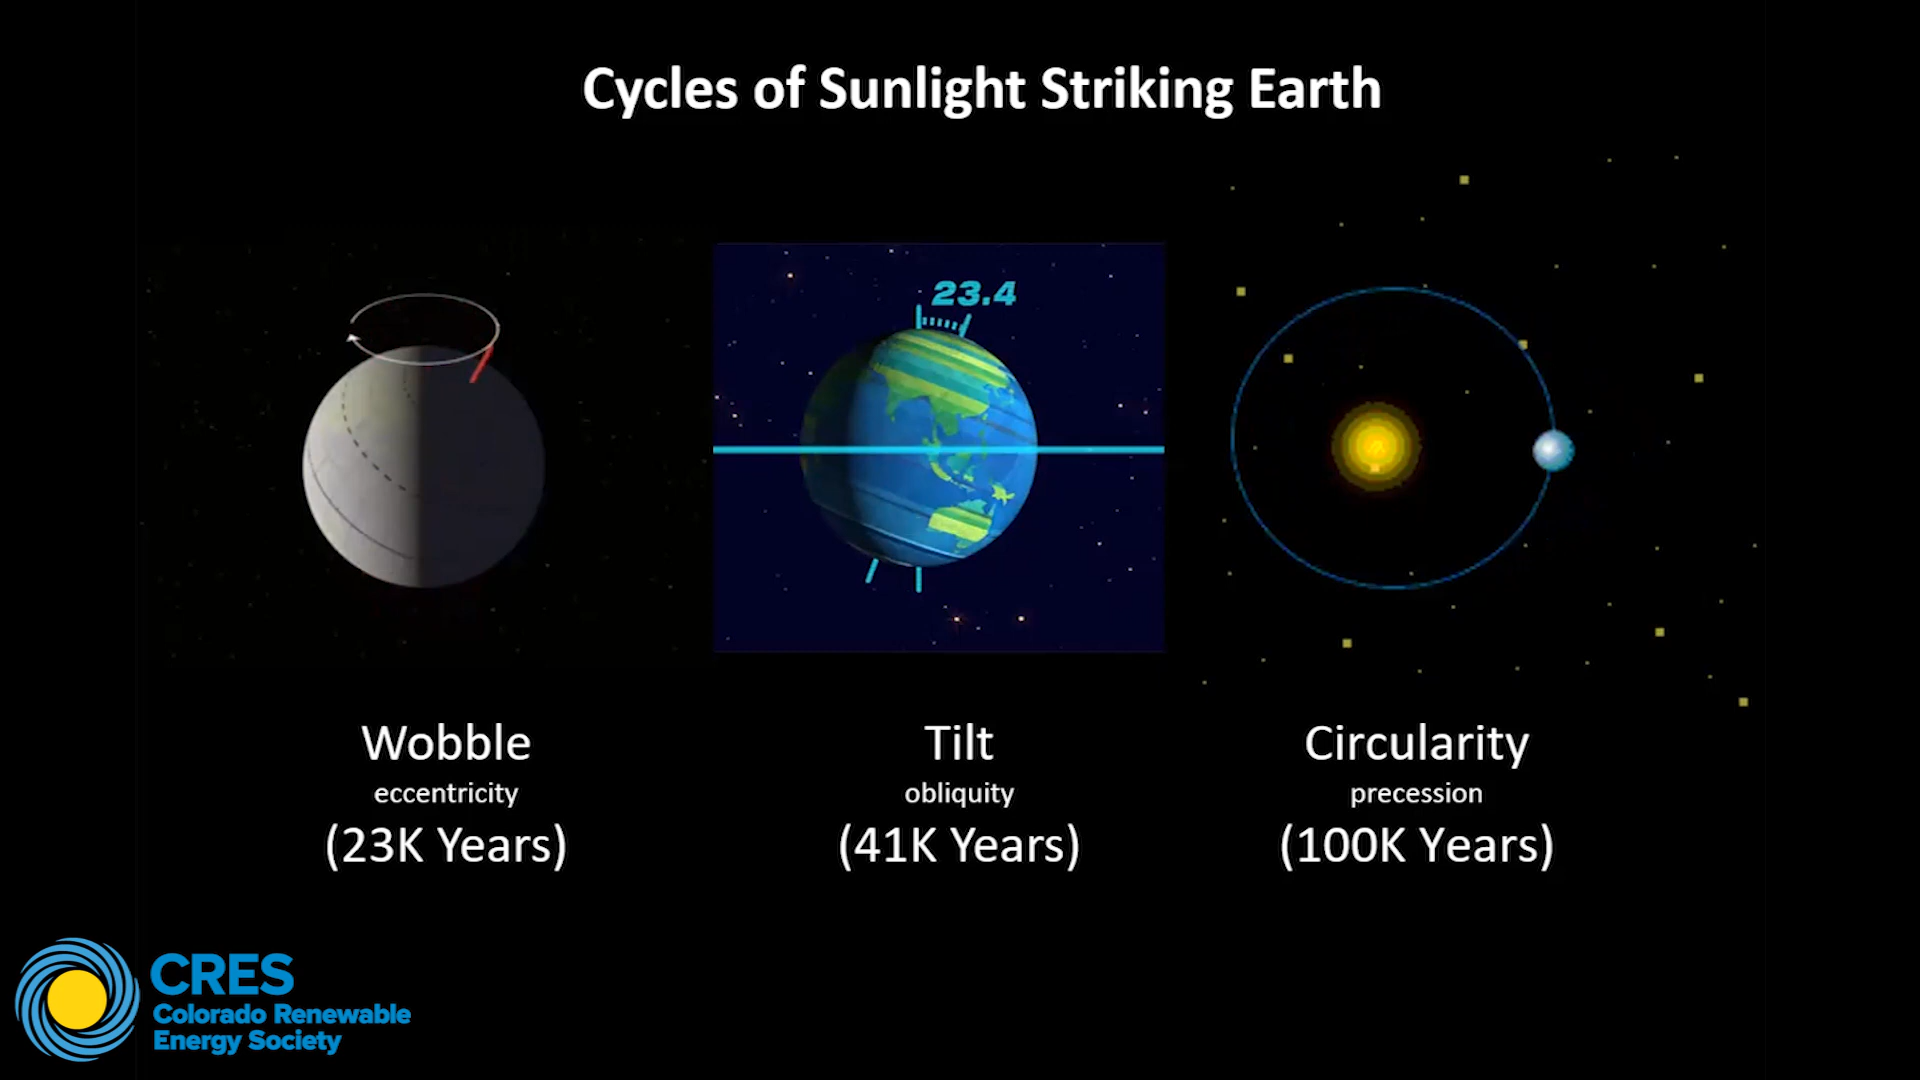 Cycles of Sunlight Striking Earth
23.4
Wobble
eccentricity
(23K Years)
Tilt
obliquity
(41K Years)
Circularity
precession
(100K Years)
CRES
Colorado Renewable
Energy Society